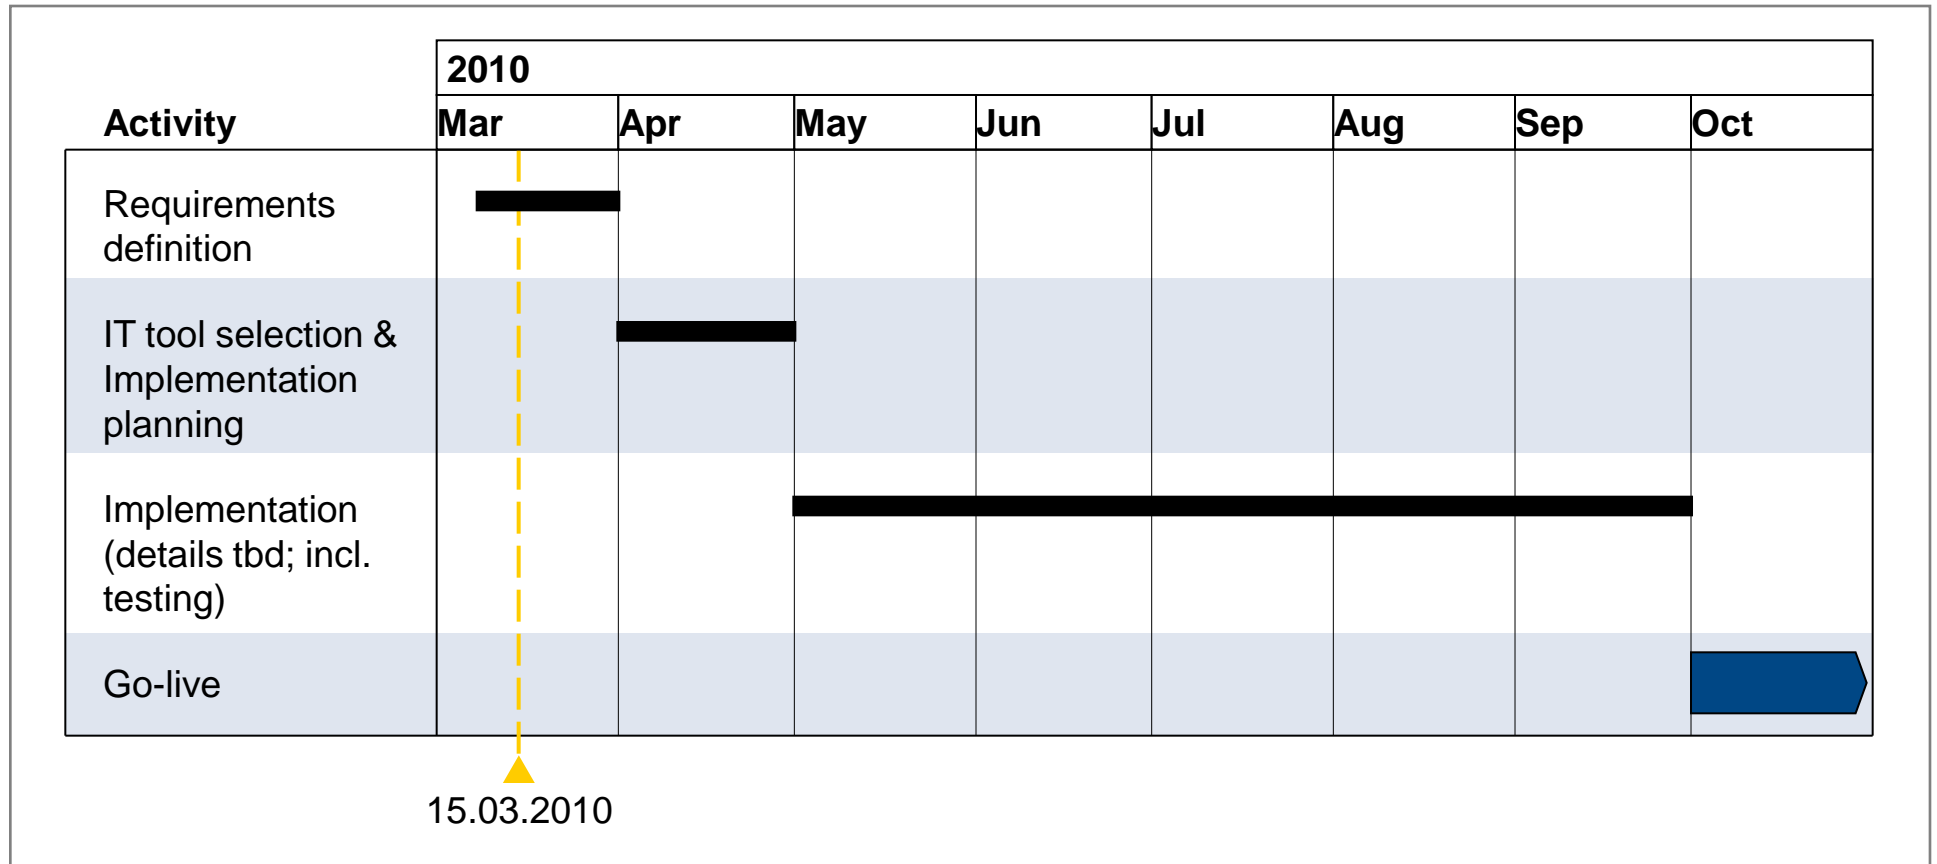 2010
Activity Mar Apr May Jun Jul Aug Sep Oct
Requirements
definition
IT tool selection &
Implementation
planning
Implementation
(details tbd; incl.
testing)
Go-live
15.03.2010